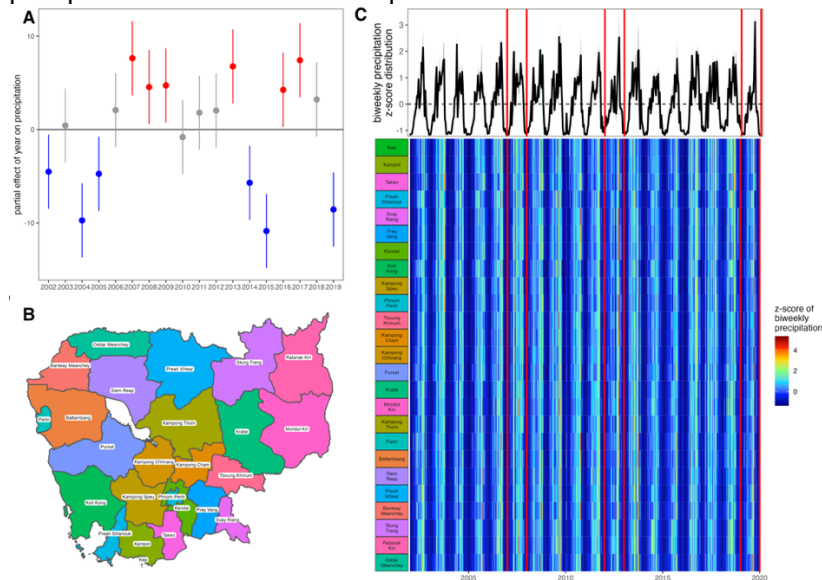 A
10
0
-10
partial effect of year on precipitation
2002 2003 2004 2005 2006 2007 2008 2009 2010 2011 2012 2013 2014 2015 2016 2017 2018 2019
B
Oddar Meanchey
Banteay Meanchey
Preah Vihear
Stung Treng
Ratanak Kiri
Siem Reap
Battambang
Pailin
Kampong Thom
Kratie
Mondul Kiri
Pursat
Kampong Chhnang
Kampong Cham
Tboung Khmum
Kampong Speu
Phnom Penh
Koh Kong
Kandal
Prey Veng
Svay Rieng
Preah Sihanouk
Takeo
Kampot
Kep
C
biweekly precipitation
z-score distribution
3
2
1
0
-1
Kep
Kampot
Takeo
Preah
Sihanouk
Svay
Rieng
Prey
Veng
Kandal
Koh
Kong
Kampong
Speu
Phnom
Penh
Tboung
Khmum
Kampong
Cham
Kampong
Chhnang
Pursat
Kratie
Mondul
Kiri
Kampong
Thom
Pailin
Battambang
Siem
Reap
Preah
Vihear
Banteay
Meanchey
Stung
Treng
Ratanak
Kiri
Oddar
Meanchey
2005
2010
2015
2020
z-score of
biweekly
precipitation
4
2
0